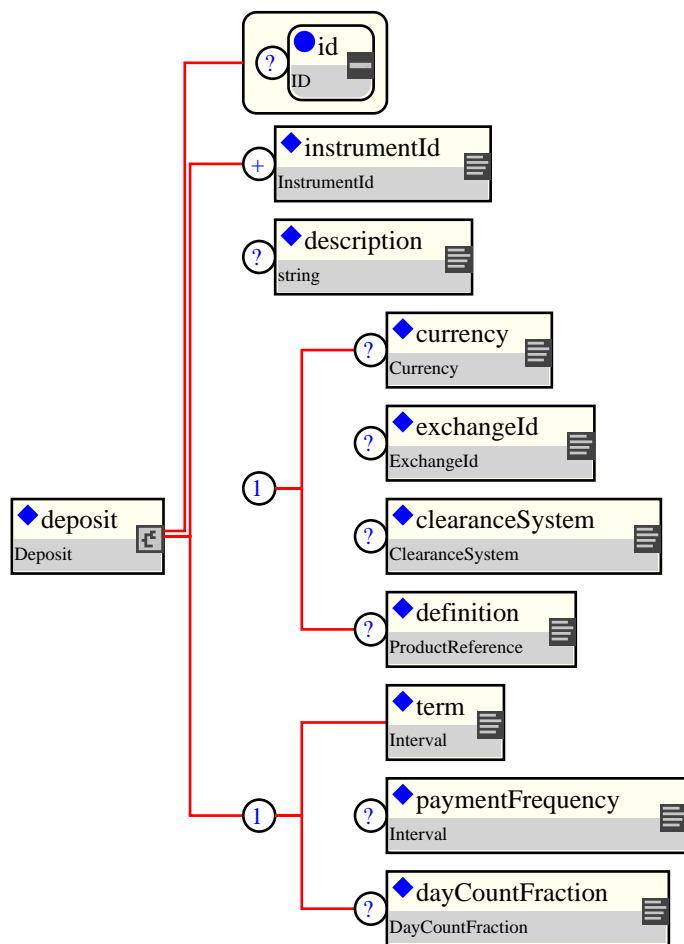 ?
id
ID
+
instrumentId
InstrumentId
?
description
string
?
currency
Currency
?
exchangeId
ExchangeId
1
deposit
Deposit
?
clearanceSystem
ClearanceSystem
?
definition
ProductReference
term
Interval
1
?
paymentFrequency
Interval
?
dayCountFraction
DayCountFraction